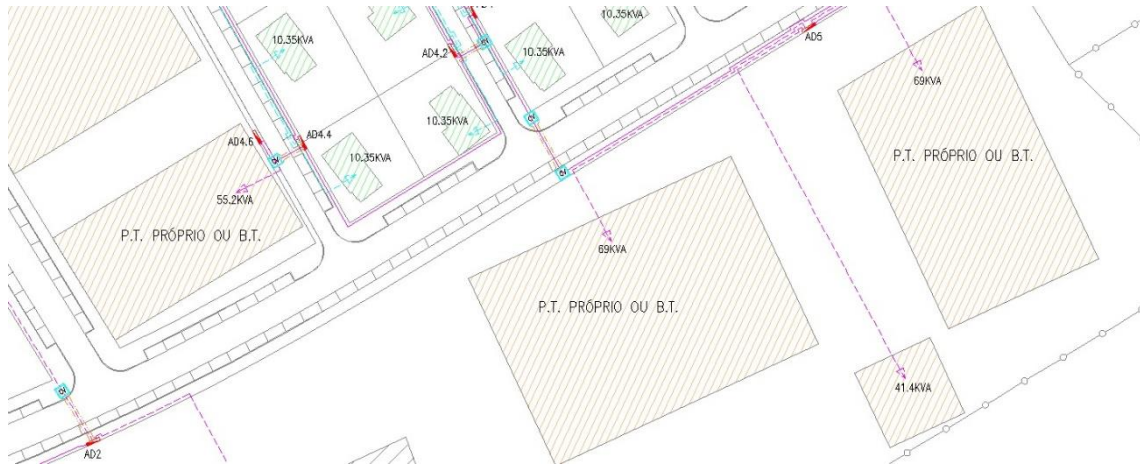 10.35KVA
AD4.2
10.35KVA
10.35KVA
AD5
69KVA
AD4.6
AD4.4
10.35KVA
10.35KVA
P.T. PRÓPRIO OU B.T.
55.2KVA
P.T. PRÓPRIO OU B.T.
69KVA
P.T. PRÓPRIO OU B.T.
41.4KVA
AD2